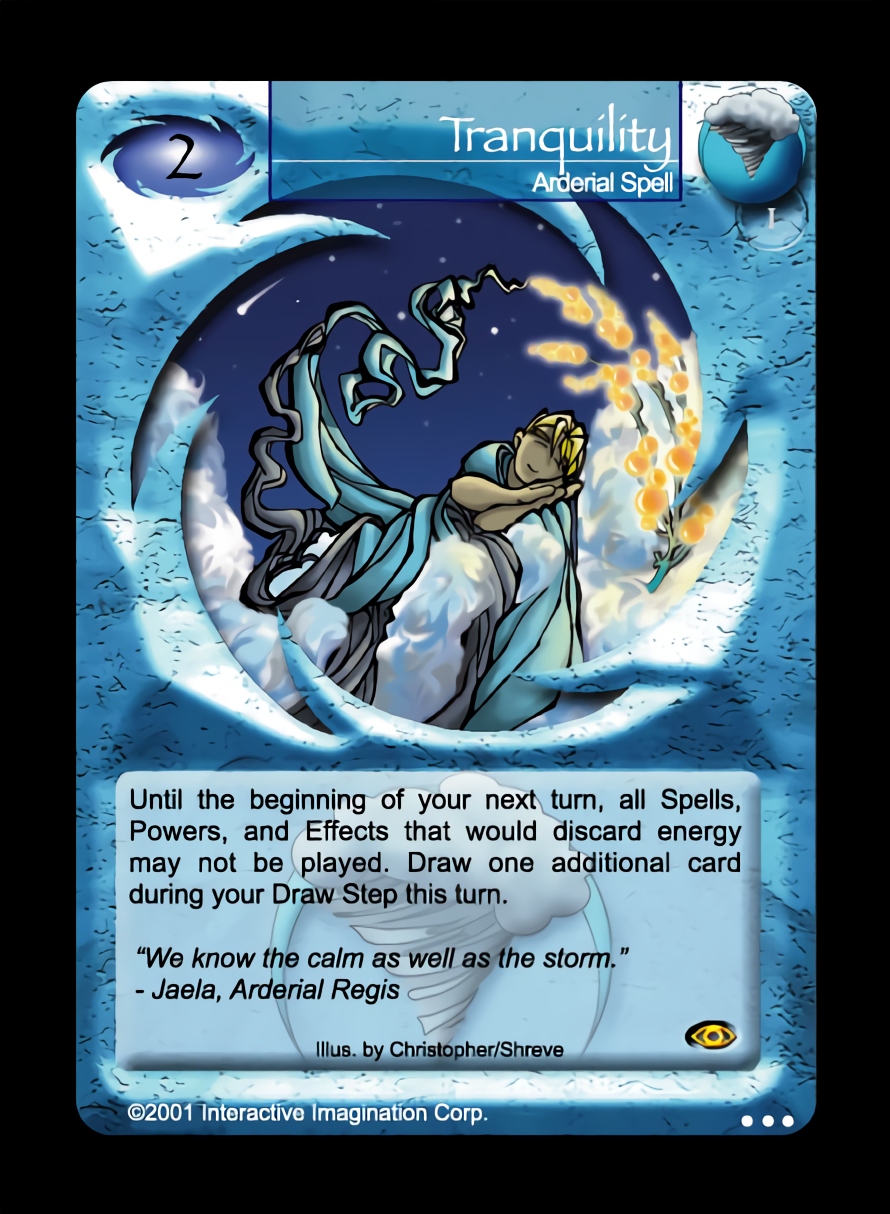 2
Tranquility
Arderial Spell
I
Until the beginning of your next turn, all Spells,
Powers, and Effects that would discard energy
may not be played. Draw one additional card
during your Draw Step this turn.
“We know the calm as well as the storm.”
- Jaela, Arderial Regis
Illus. by Christopher/Shreve
©2001 Interactive Imagination Corp.